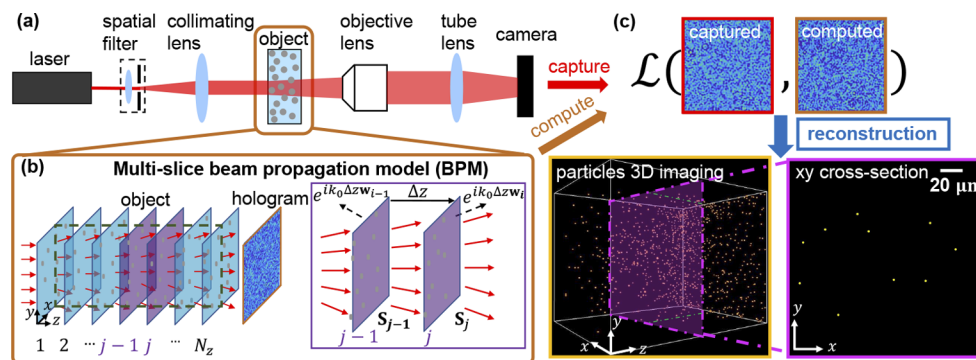 (a)
spatial filter
collimating lens
object
objective lens
tube lens
camera
laser
capture
compute
(c)
ℒ(
captured
,
computed
)
reconstruction
(b)
Multi-slice beam propagation model (BPM)
object
hologram
y x z
1 2 ··· j − 1 j ··· N_z
e^{ik_0Δz𝐰_{i−1}}
Δz
e^{ik_0Δz𝐰_i}
𝐒_{j−1}
𝐒_j
j − 1
j
particles 3D imaging
x y z
xy cross-section
20 μm
y
x